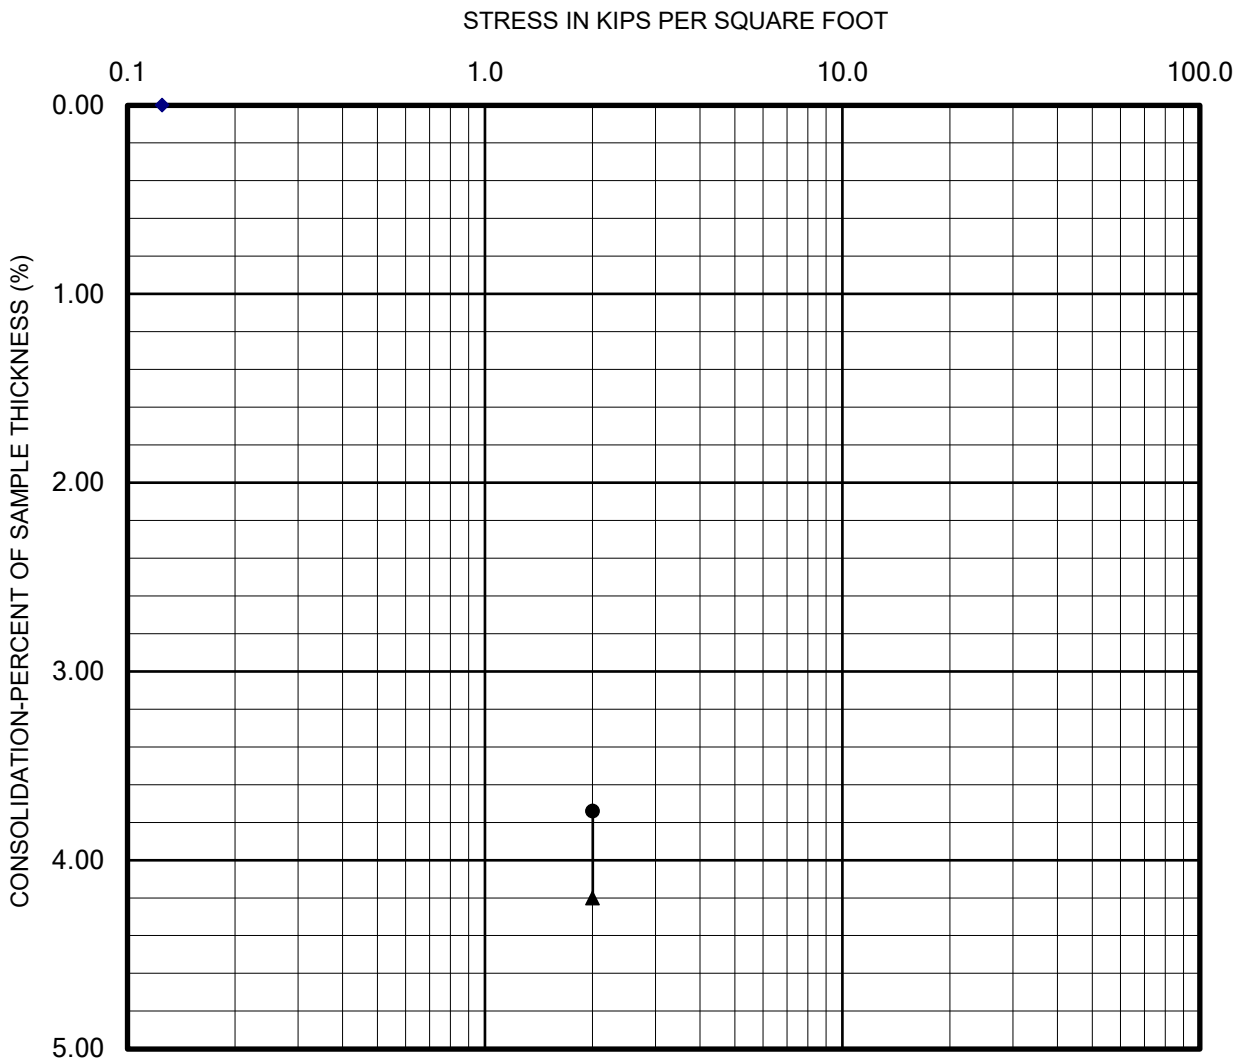 STRESS IN KIPS PER SQUARE FOOT
0.1 1.0 10.0 100.0
0.00
1.00
2.00
3.00
4.00
5.00
CONSOLIDATION-PERCENT OF SAMPLE THICKNESS (%)